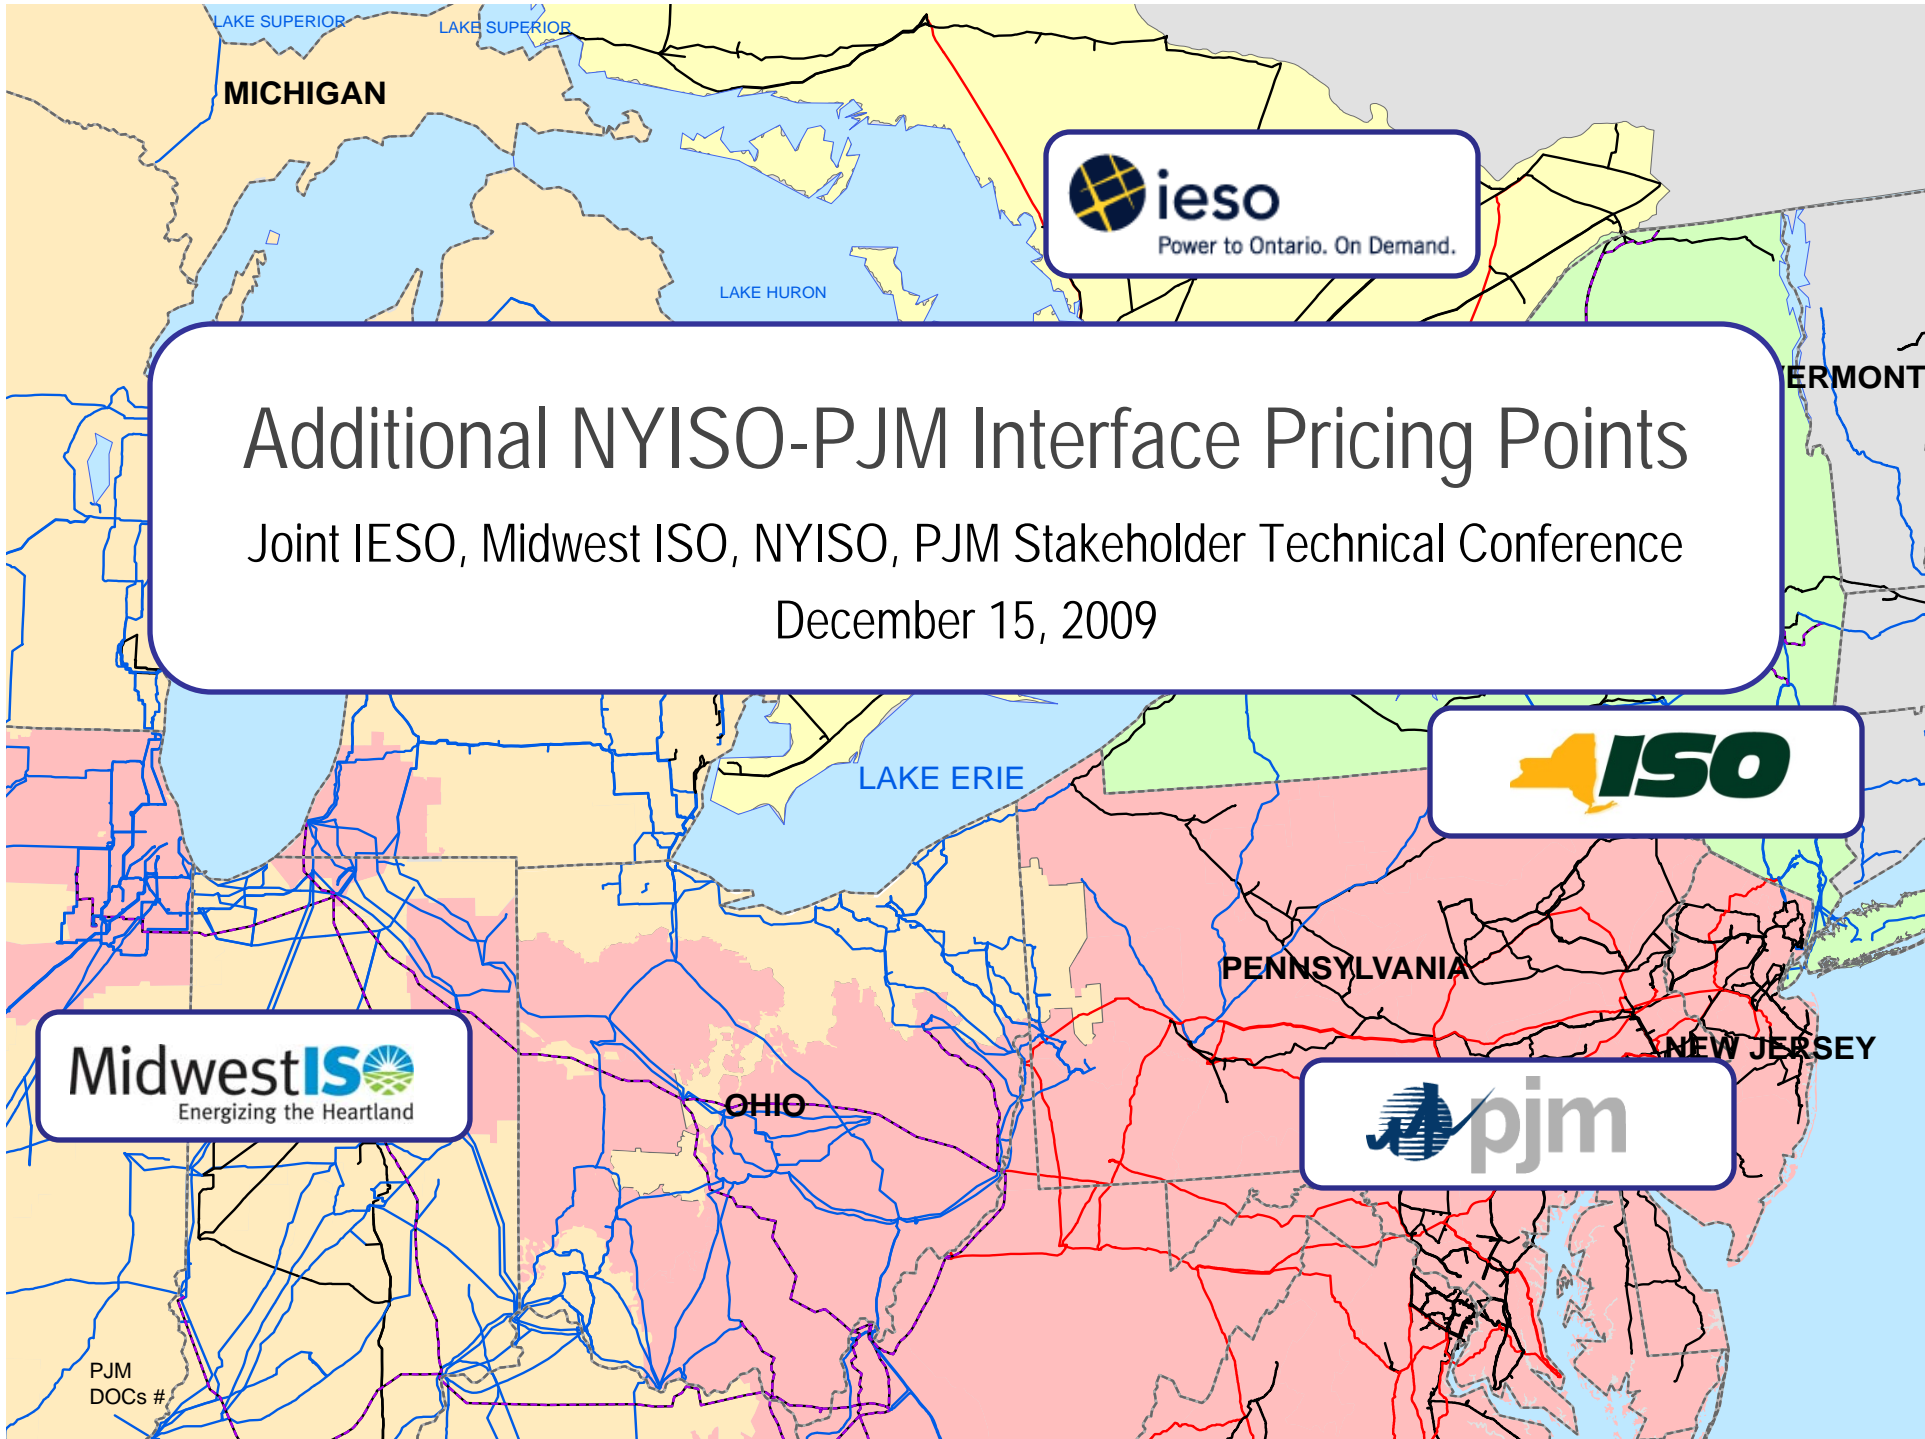 LAKE SUPERIOR
LAKE SUPERIOR
MICHIGAN
ieso
Power to Ontario. On Demand.
LAKE HURON
ERMONT
Additional NYISO-PJM Interface Pricing Points
Joint IESO, Midwest ISO, NYISO, PJM Stakeholder Technical Conference
December 15, 2009
ISO
LAKE ERIE
PENNSYLVANIA
NEW JERSEY
MidwestISO
Energizing the Heartland
OHIO
pjm
PJM
DOCs #